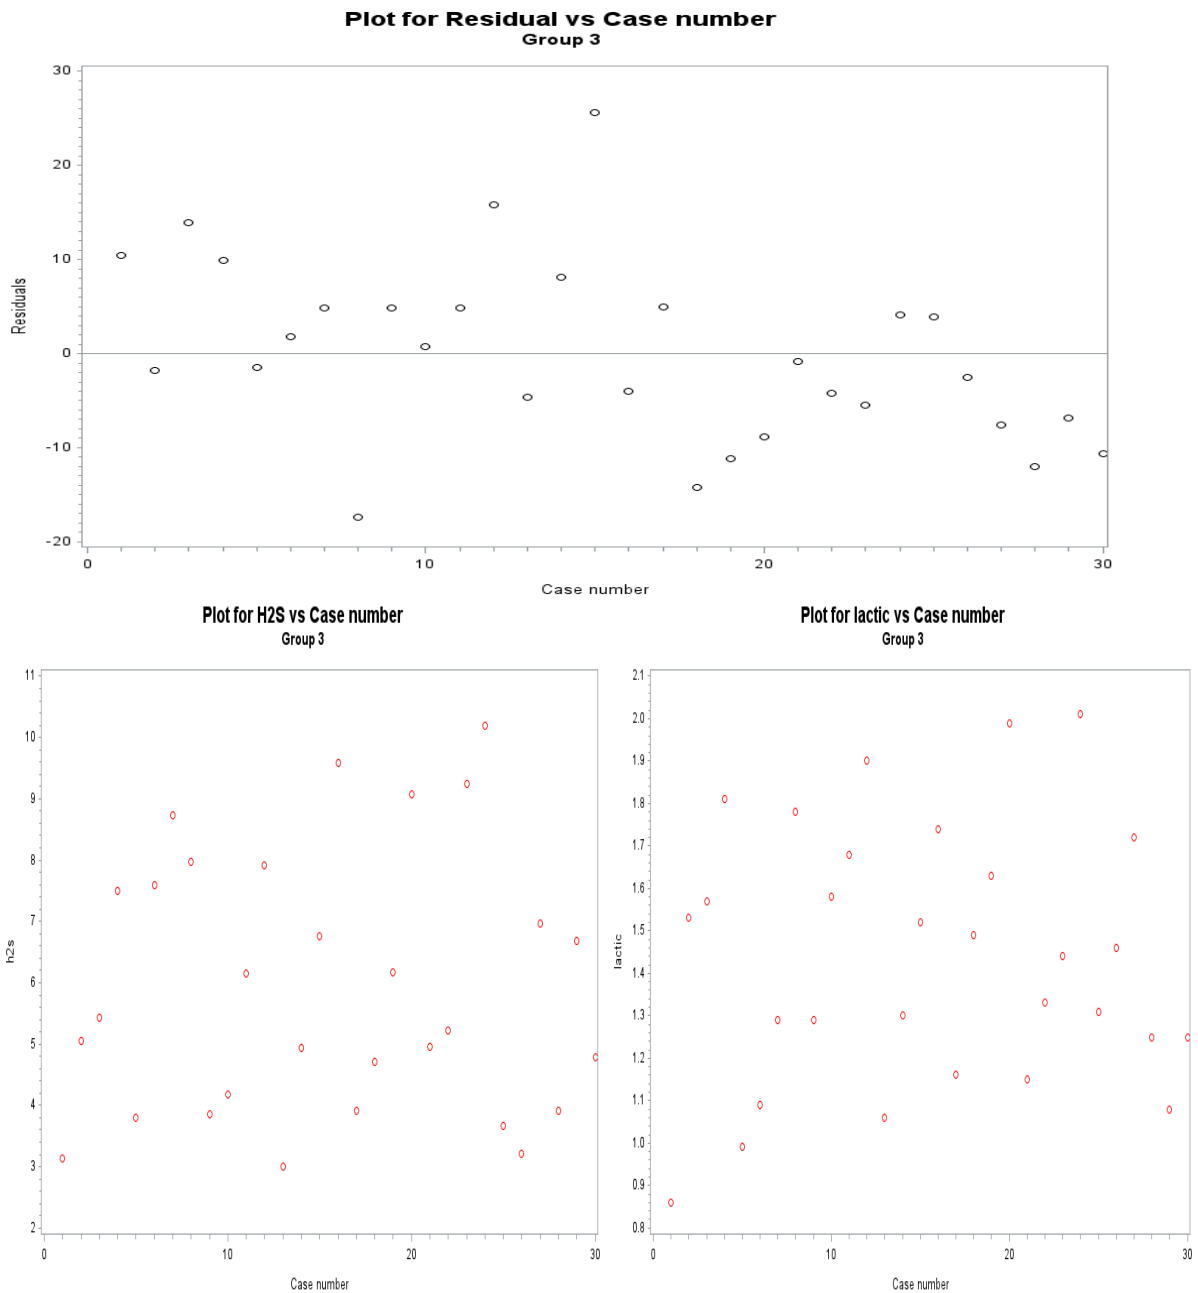 Plot for Residual vs Case number
Group 3
30
20
10
0
-10
-20
Residuals
0 10 20 30
Case number
Plot for H2S vs Case number
Group 3
11
10
9
8
7
6
5
4
3
2
h2s
0 10 20 30
Case number
Plot for lactic vs Case number
Group 3
2.1
2.0
1.9
1.8
1.7
1.6
1.5
1.4
1.3
1.2
1.1
1.0
0.9
0.8
lactic
0 10 20 30
Case number